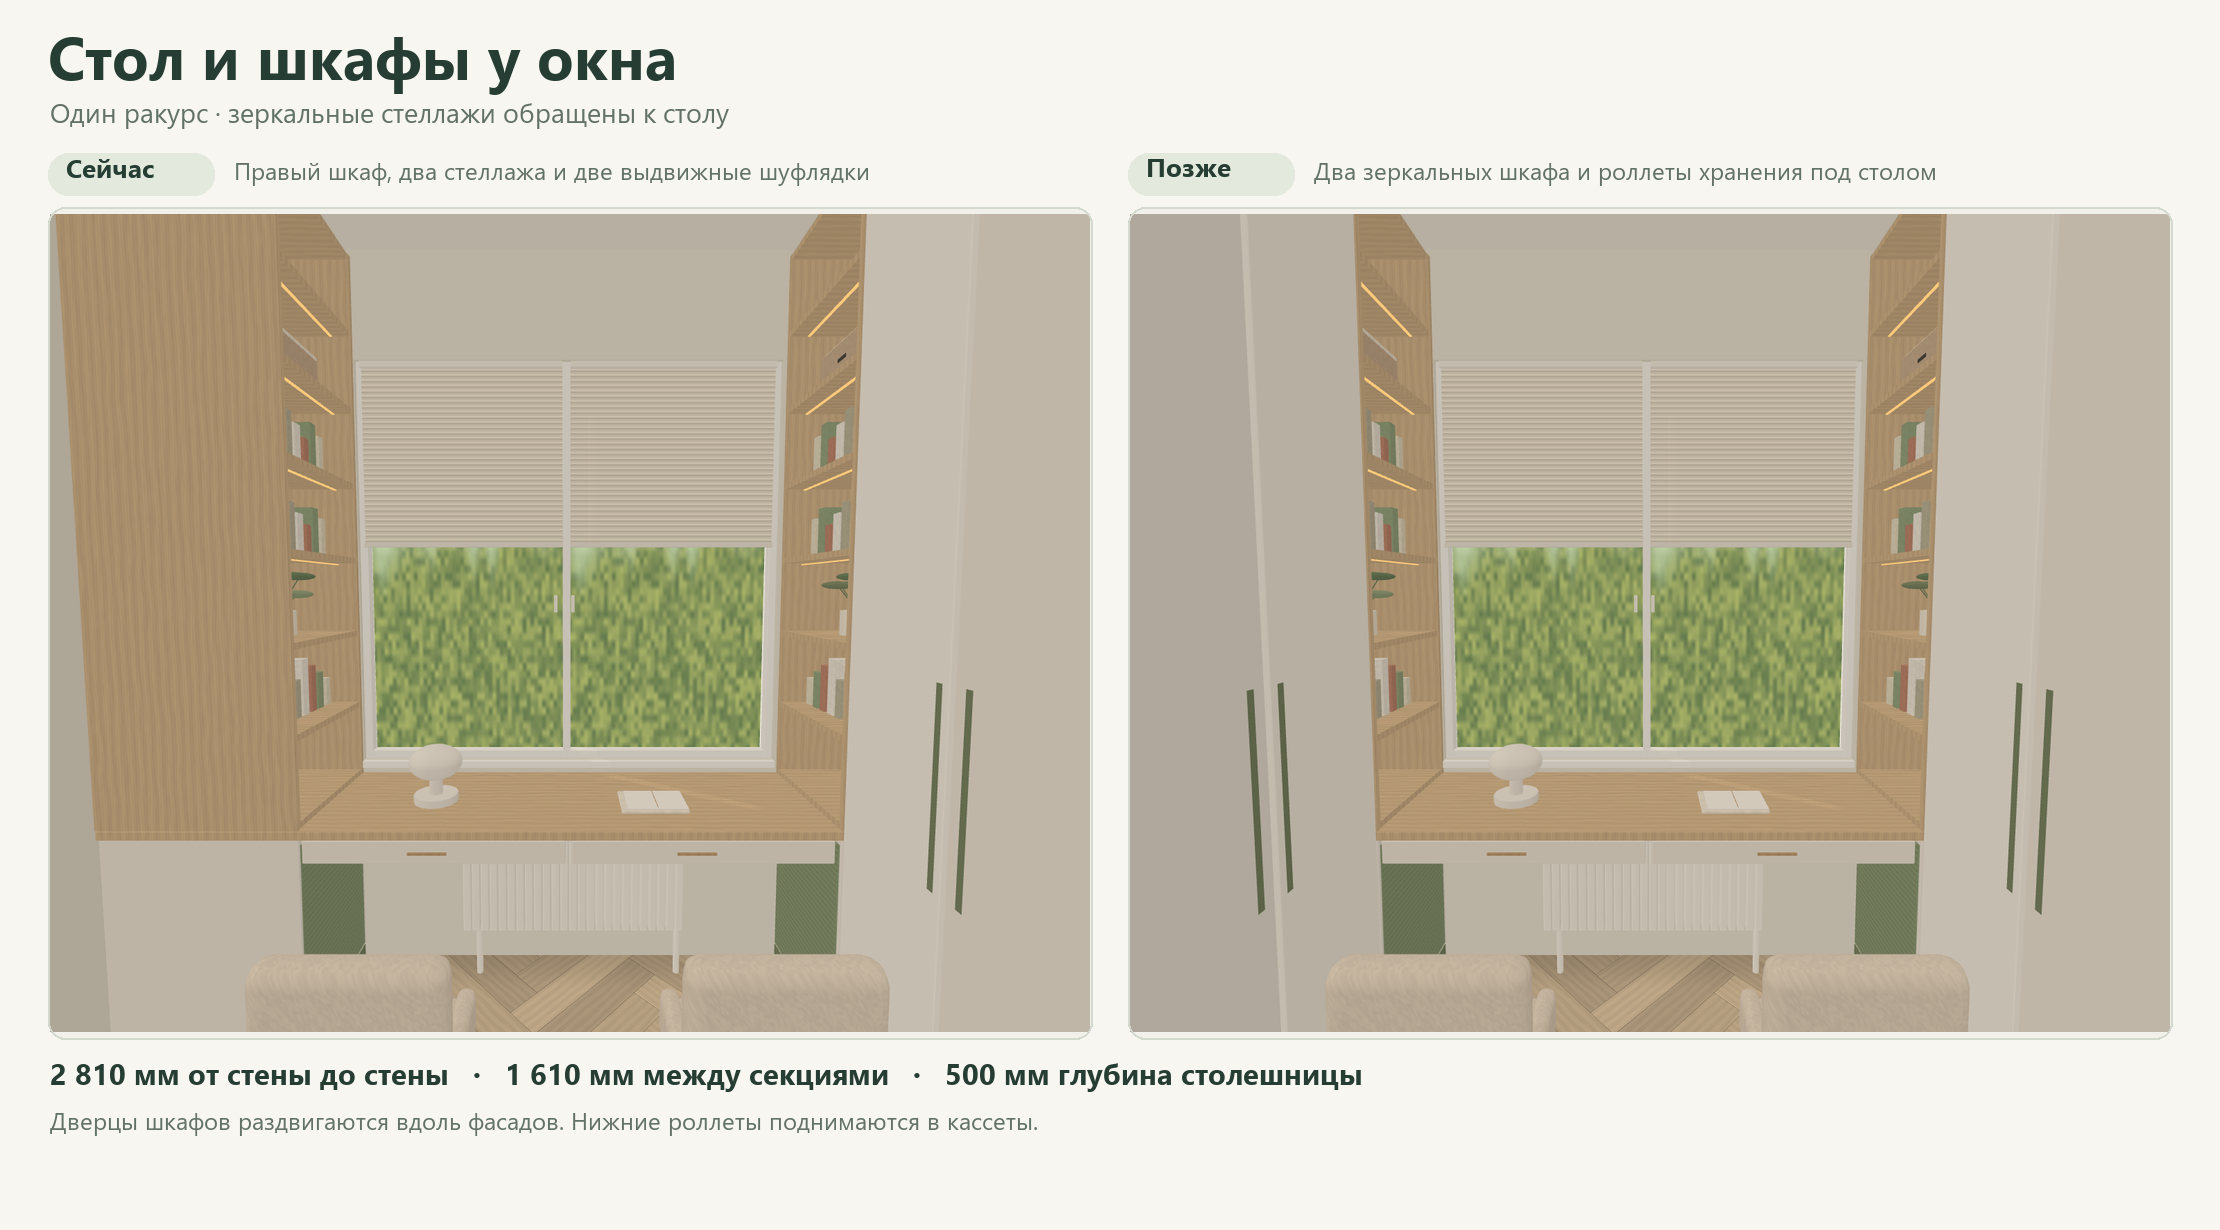 Стол и шкафы у окна
Один ракурс · зеркальные стеллажи обращены к столу
Сейчас
Правый шкаф, два стеллажа и две выдвижные шуфлядки
Позже
Два зеркальных шкафа и роллеты хранения под столом
2 810 мм от стены до стены · 1 610 мм между секциями · 500 мм глубина столешницы
Дверцы шкафов раздвигаются вдоль фасадов. Нижние роллеты поднимаются в кассеты.